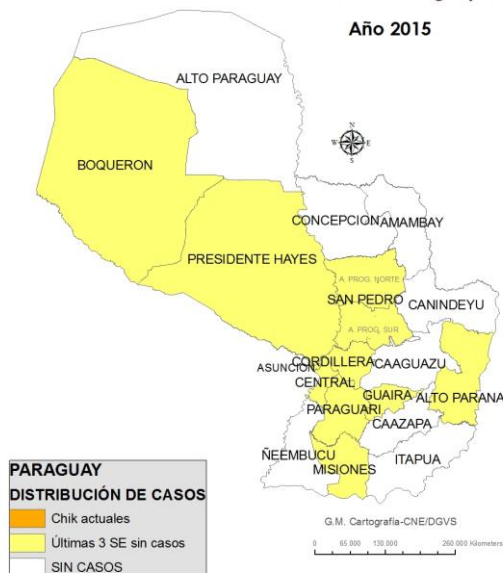 Año 2015
ALTO PARAGUAY
N
W E
S
BOQUERON
CONCEPCION
AMAMBAY
PRESIDENTE HAYES
A. PROG. NORTE
SAN PEDRO
CANINDEYU
A. PROG. SUR
CORDILLERA
ASUNCION
CAAGUAZU
CENTRAL
GUAIRA
ALTO PARANA
PARAGUARI
CAAZAPA
ÑEEMBUCU
MISIONES
ITAPUA
PARAGUAY
DISTRIBUCIÓN DE CASOS
Chik actuales
Últimas 3 SE sin casos
SIN CASOS
G.M. Cartografía-CNE/DGVS
0 65.000 130.000 260.000 Kilometers